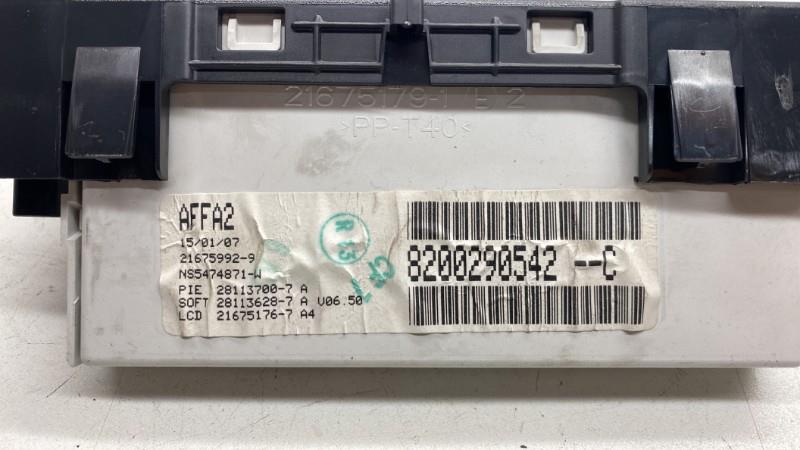 21675179-1 /E 2
>PP-T40<
AFFA2
15/01/07
21675992-9
NS5474871-W
PIE 28113700-7 A
SOFT 28113628-7 A V06.50
LCD 21675176-7 A4
R 13
8200290542 --C